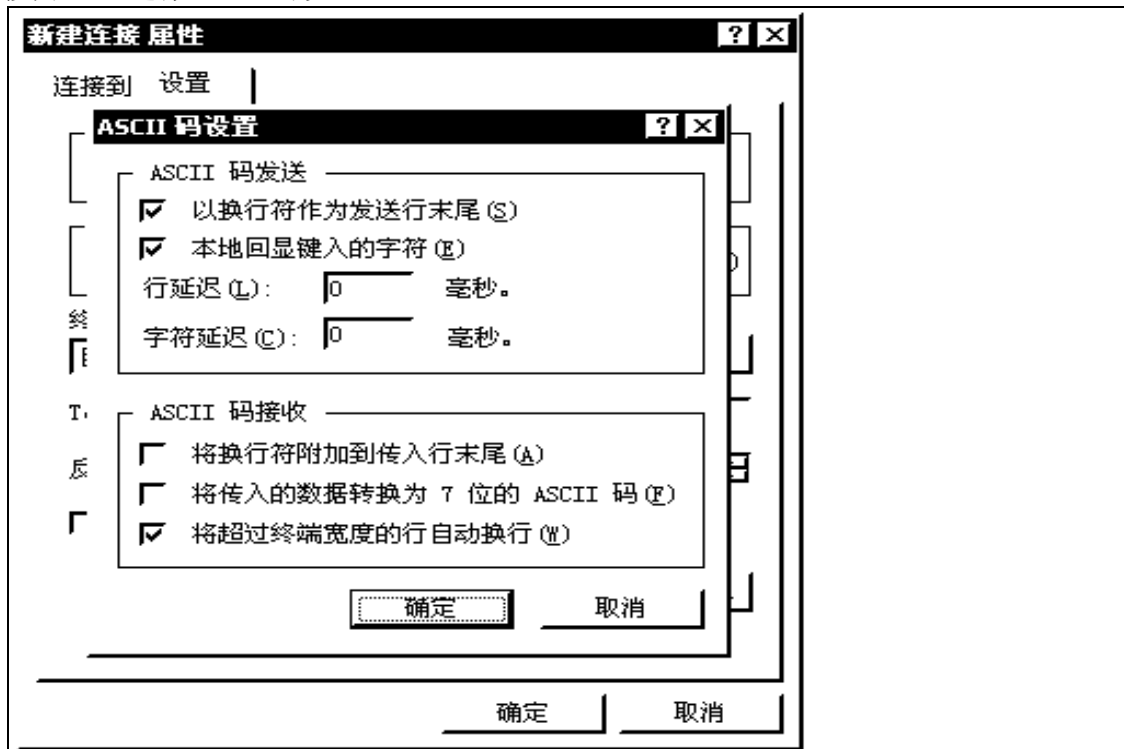 新建连接 属性
连接到 设置
ASCII 码设置
ASCII 码发送
以换行符作为发送行末尾(S)
本地回显键入的字符(E)
行延迟(L): 0 毫秒。
字符延迟(C): 0 毫秒。
ASCII 码接收
将换行符附加到传入行末尾(A)
将传入的数据转换为 7 位的 ASCII 码(F)
将超过终端宽度的行自动换行(W)
确定 取消
确定 取消